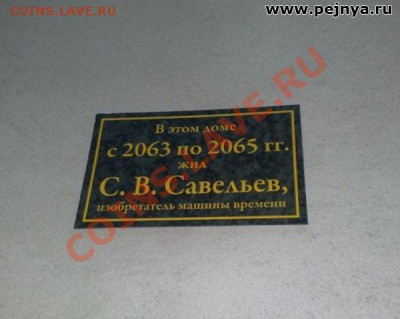 COINS.LAVE.RU
www.pejnya.ru
В этом доме
с 2063 по 2065 гг.
жил
С. В. Савельев,
изобретатель машины времени
COINS.LAVE.RU